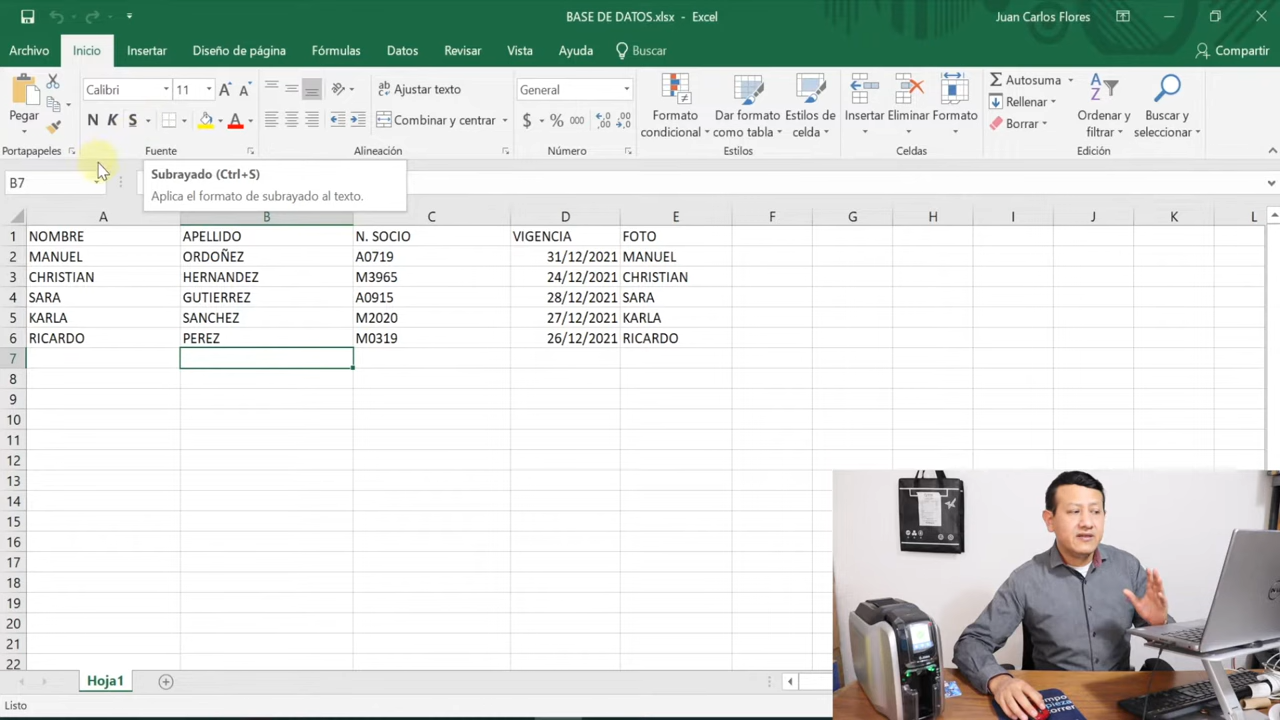 BASE DE DATOS.xlsx - Excel
Juan Carlos Flores
Archivo Inicio Insertar Diseño de página Fórmulas Datos Revisar Vista Ayuda Buscar Compartir
Pegar
Calibri 11
N K S
A A
Ajustar texto
Combinar y centrar
General
$ % 000
Formato condicional
Dar formato como tabla
Estilos de celda
Insertar Eliminar Formato
Autosuma
Rellenar
Borrar
Ordenar y filtrar
Buscar y seleccionar
Portapapeles Fuente Alineación Número Estilos Celdas Edición
B7
Subrayado (Ctrl+S)
Aplica el formato de subrayado al texto.
A B C D E F G H I J K L
1 NOMBRE APELLIDO N. SOCIO VIGENCIA FOTO
2 MANUEL ORDOÑEZ A0719 31/12/2021 MANUEL
3 CHRISTIAN HERNANDEZ M3965 24/12/2021 CHRISTIAN
4 SARA GUTIERREZ A0915 28/12/2021 SARA
5 KARLA SANCHEZ M2020 27/12/2021 KARLA
6 RICARDO PEREZ M0319 26/12/2021 RICARDO
7
8
9
10
11
12
13
14
15
16
17
18
19
20
21
22
Hoja1
Listo